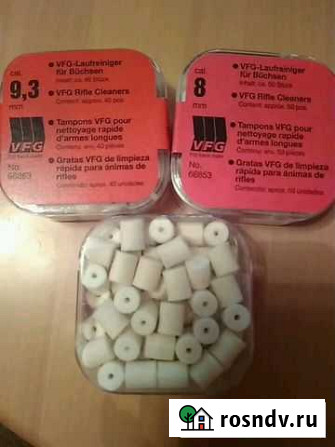 cal.
9,3
mm
VFG
No.
66853
● VFG-Laufreiniger
für Büchsen
Inhalt: ca. 40 Stück
● VFG Rifle Cleaners
Content: approx. 40 pcs.
● Tampons VFG pour
nettoyage rapide
d'armes longues
Contenu: env.
● Gratas VFG de limpieza
rápida para ánimas de
rifles
Contenido: aprox. 40 unidades
cal.
8
mm
VFG
No.
66853
● VFG-Laufreiniger
für Büchsen
Inhalt: ca. 50 Stück
● VFG Rifle Cleaners
Content: approx. 50 pcs.
● Tampons VFG pour
nettoyage rapide
d'armes longues
Contenu: env. 50 pièces
● Gratas VFG de limpieza
rápida para ánimas de
rifles
Contenido: aprox. 50 unidades
rosndv.ru